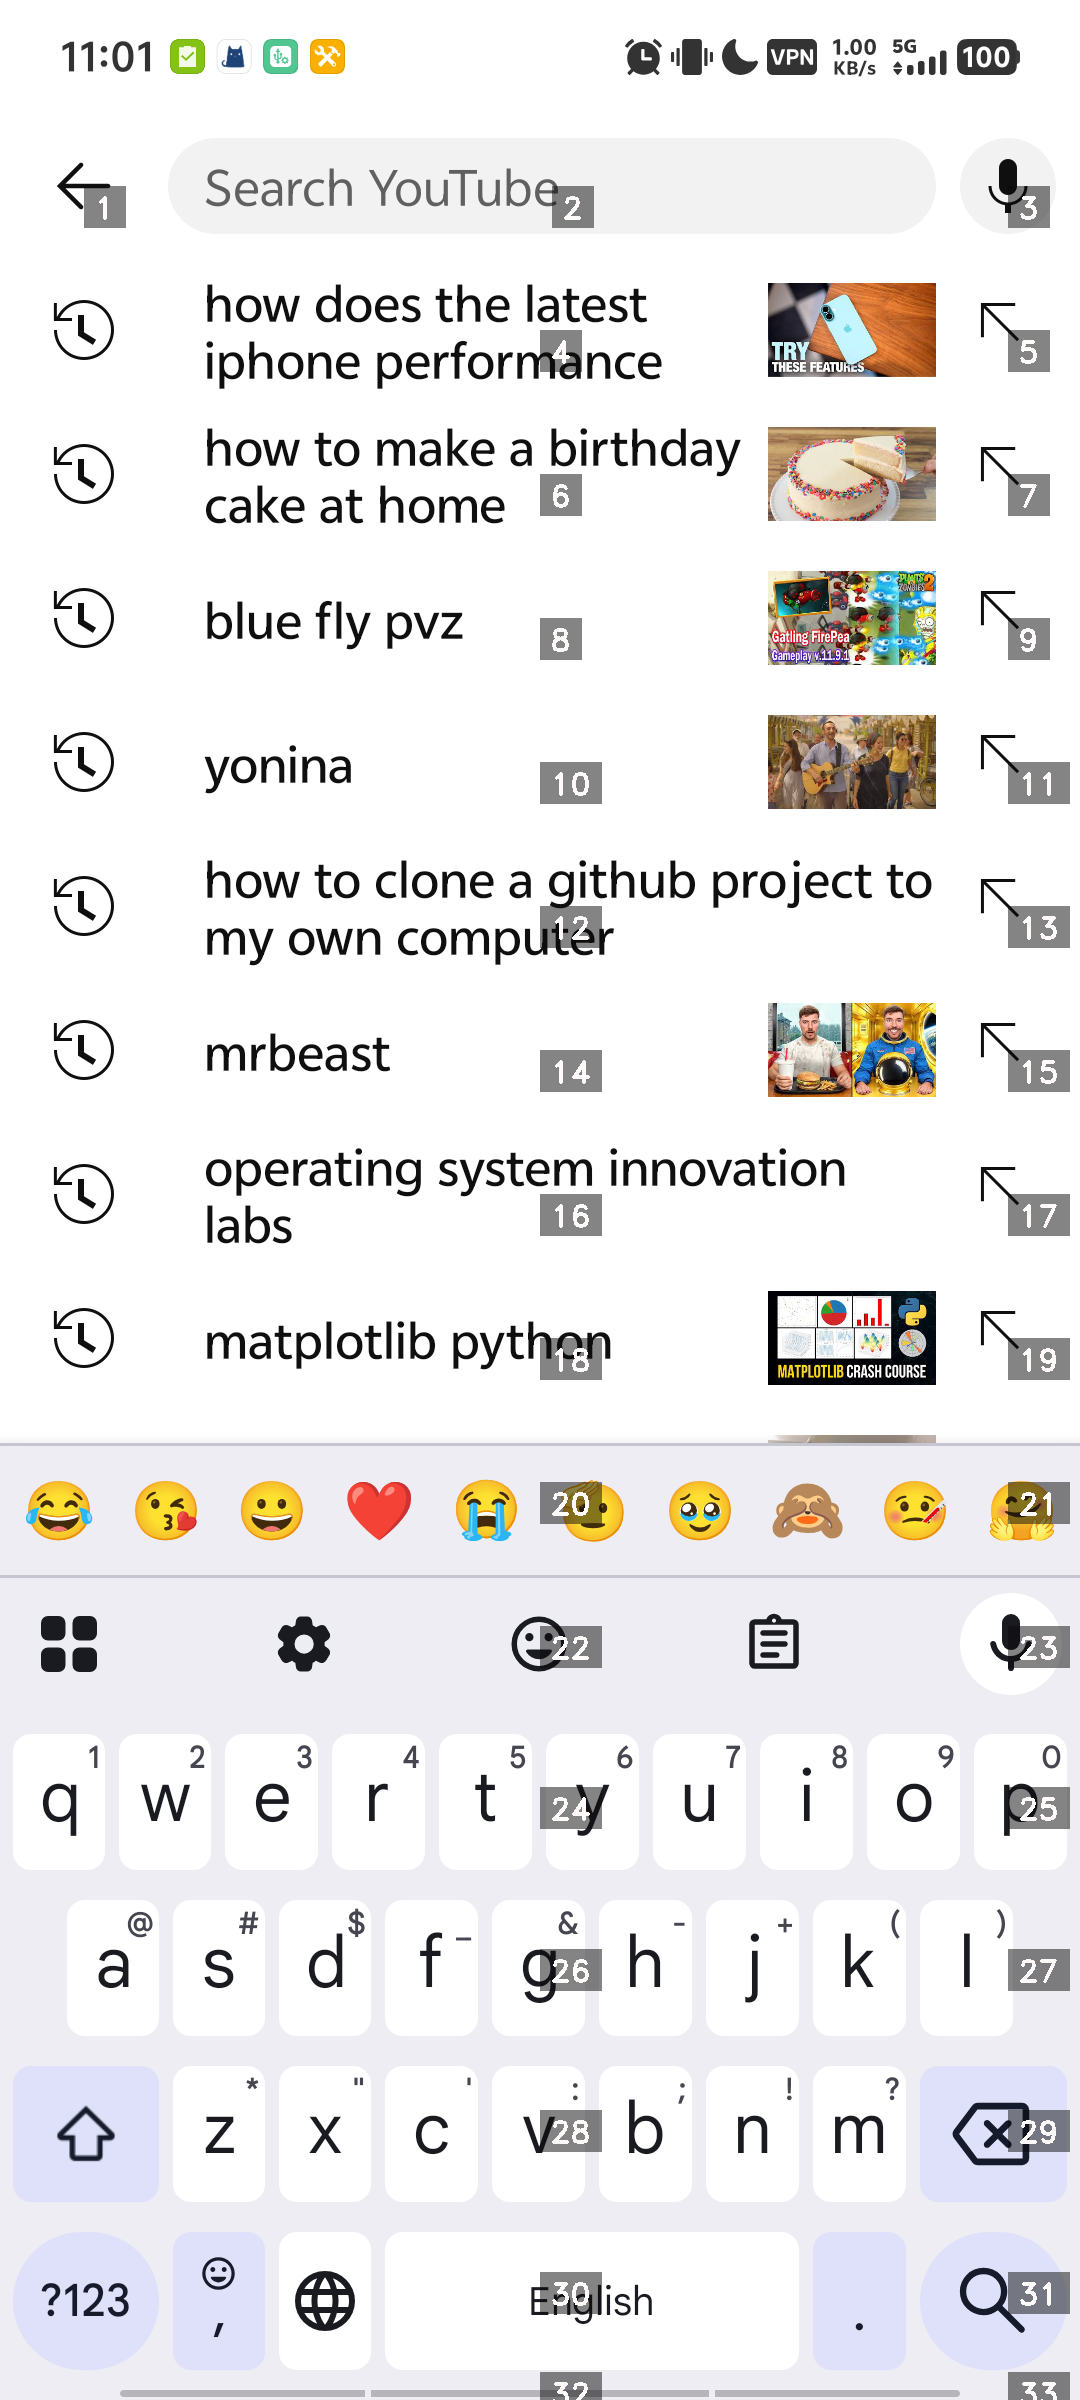 11:01
VPN 1.00 KB/s 5G 100
1
Search YouTube 2
3
how does the latest
iphone performance
4
TRY
THESE FEATURES
5
how to make a birthday
cake at home
6
7
blue fly pvz
8
Gatling FirePea
Gameplay v.11.9.1
9
yonina
10
11
how to clone a github project to
my own computer
12
13
mrbeast
14
15
operating system innovation
labs
16
17
matplotlib python
18
MATPLOTLIB CRASH COURSE
19
20 21
22 23
1 2 3 4 5 6 7 8 9 0
q w e r t y u i o p
24 25
@ # $ _ & - + ( )
a s d f g h j k l
26 27
* " ' : ; ! ?
z x c v b n m
28 29
?123 , English .
30 31
32 33